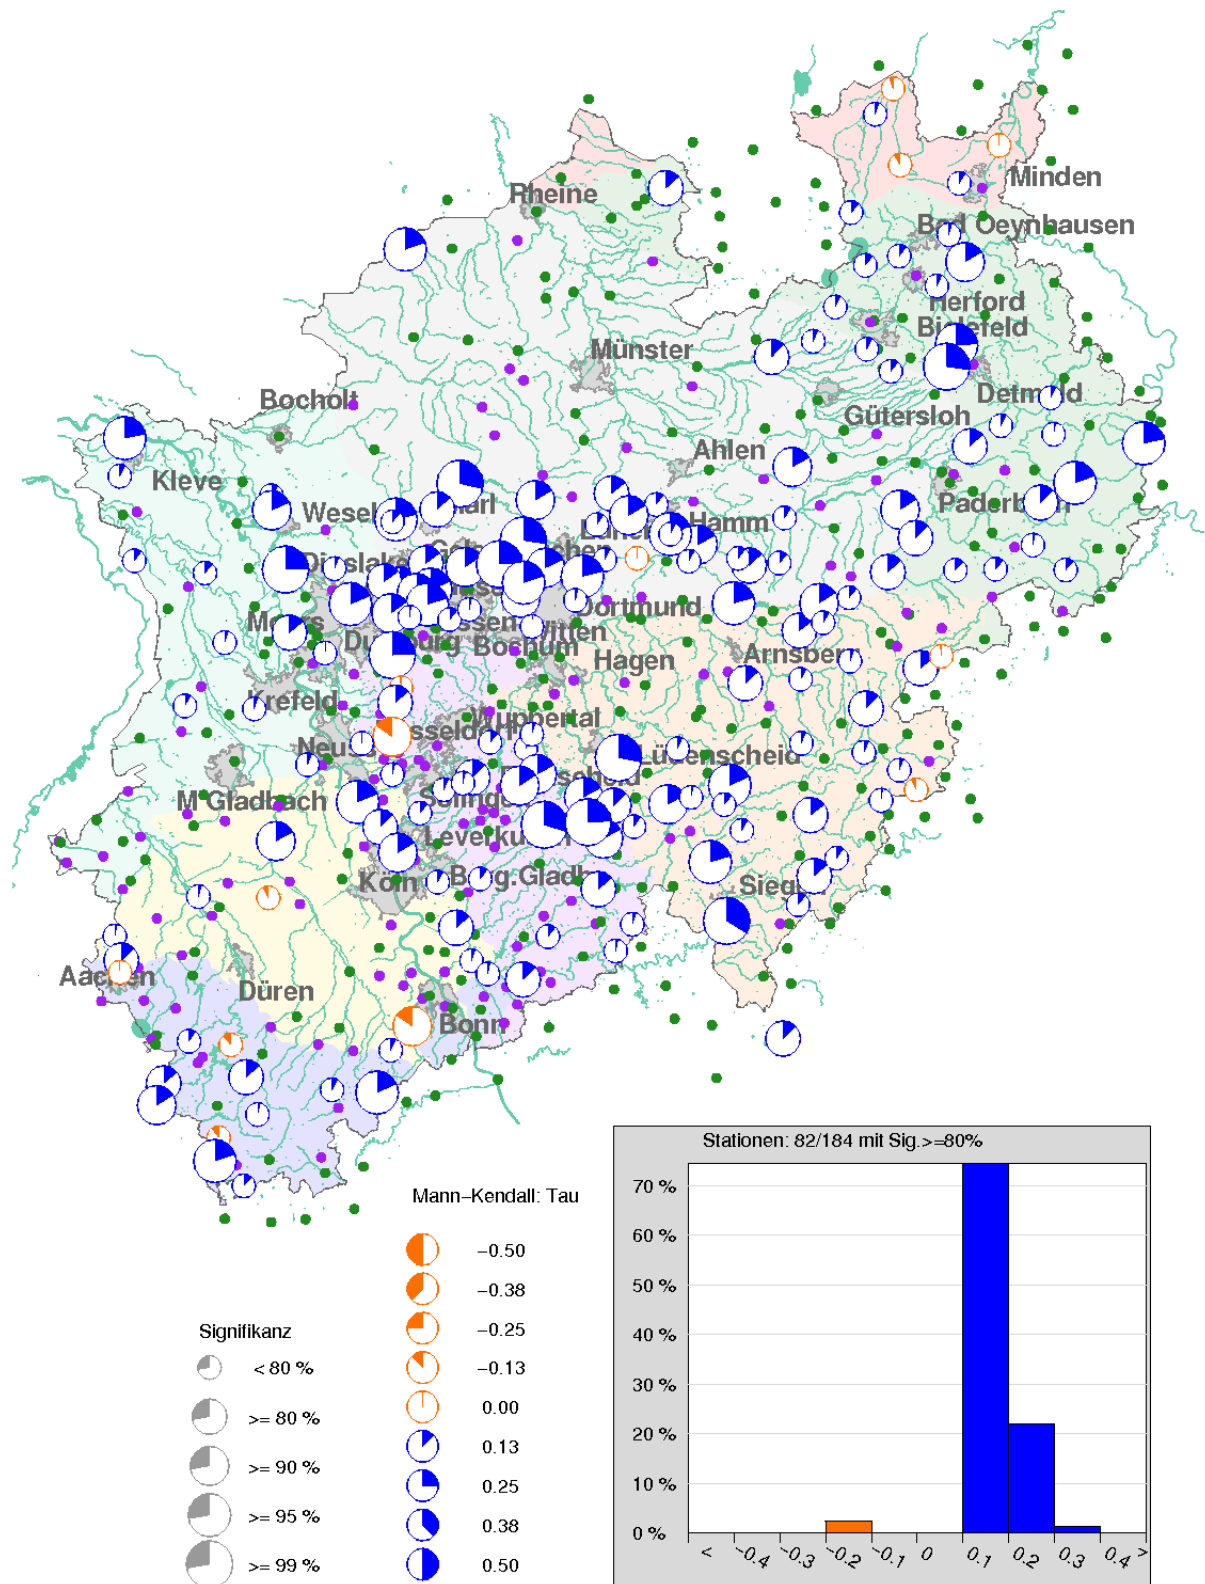 Minden
Rheine
Bad Oeynhausen
Herford
Bielefeld
Münster
Detmold
Bocholt
Gütersloh
Ahlen
Kleve
Paderborn
Wesel
Hamm
Dortmund
Witten
Bochum
Hagen
Arnsberg
Krefeld
Wuppertal
Neuss
Lüdenscheid
M'Gladbach
Solingen
Leverkusen
Köln
Berg.Gladb
Siegen
Aachen
Düren
Bonn
Stationen: 82/184 mit Sig.>=80%
70 %
60 %
50 %
40 %
30 %
20 %
10 %
0 %
< −0.4 −0.3 −0.2 −0.1 0 0.1 0.2 0.3 0.4 >
Mann−Kendall: Tau
−0.50
−0.38
−0.25
−0.13
0.00
0.13
0.25
0.38
0.50
Signifikanz
< 80 %
>= 80 %
>= 90 %
>= 95 %
>= 99 %